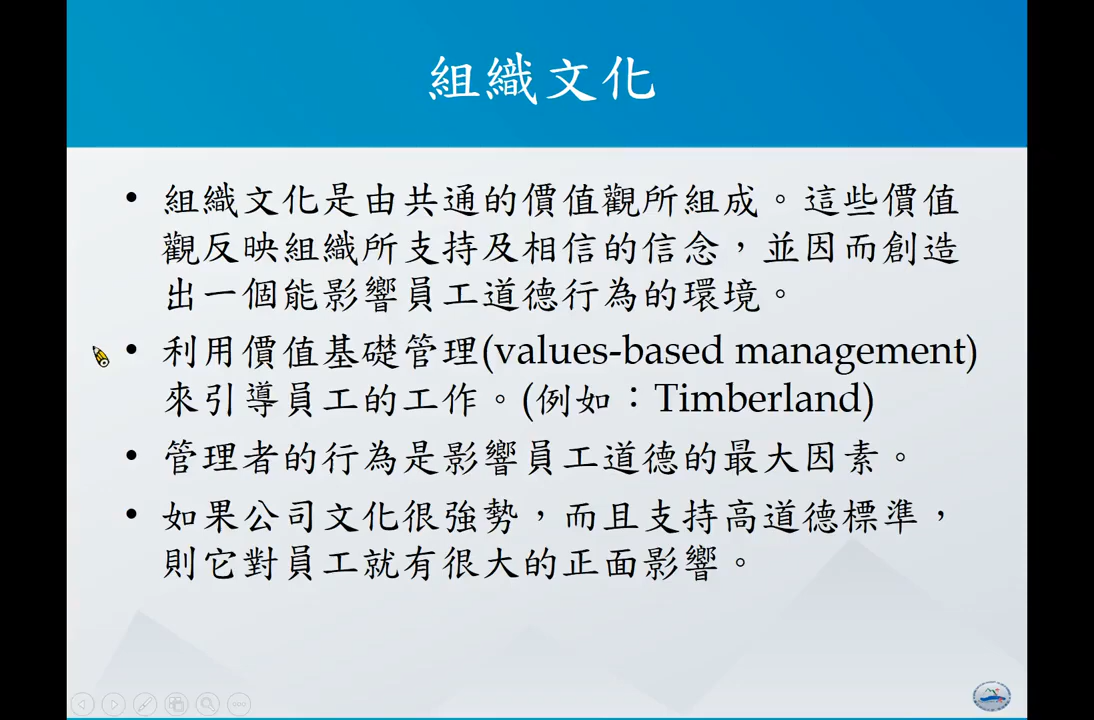 組織文化
• 組織文化是由共通的價值觀所組成。這些價值
觀反映組織所支持及相信的信念，並因而創造
出一個能影響員工道德行為的環境。
• 利用價值基礎管理(values-based management)
來引導員工的工作。(例如：Timberland)
• 管理者的行為是影響員工道德的最大因素。
• 如果公司文化很強勢，而且支持高道德標準，
則它對員工就有很大的正面影響。